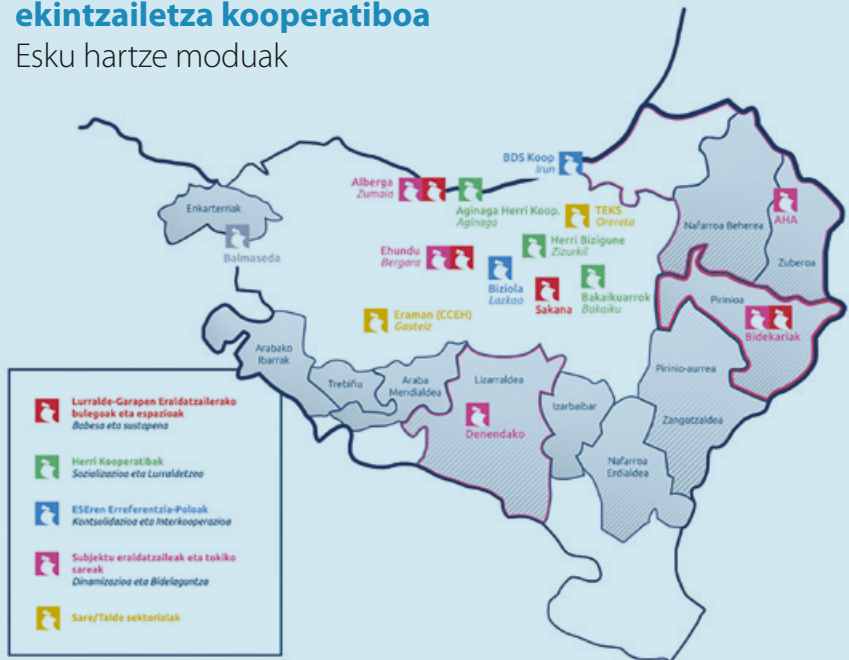 ekintzailetza kooperatiboa
Esku hartze moduak
BDS Koop
Irun
Alberga
Zumaia
Aginaga Herri Koop.
Aginaga
TEKS
Orereta
AHA
Nafarroa Beherea
Zuberoa
Enkarterriak
Balmaseda
Ehundu
Bergara
Herri Bizigune
Zizurkil
Biziola
Lazkao
Sakana
Bakaikuarrok
Bakaiku
Pirinioa
Bidekariak
Eraman (CCEH)
Gasteiz
Arabako
Ibarrak
Trebiñu
Araba
Mendialdea
Lizarraldea
Izarbaibar
Pirinio-aurrea
Zangotzaldea
Denendako
Nafarroa
Erdialdea
Lurralde-Garapen Eraldatzailerako
bulegoak eta espazioak
Babesa eta sustapena
Herri Kooperatibak
Sozializazioa eta Lurraldetzea
ESEren Erreferentzia-Poloak
Kontsolidazioa eta Interkooperazioa
Subjektu eraldatzaileak eta tokiko
sareak
Dinamizazioa eta Bidelaguntza
Sare/Talde sektorialak